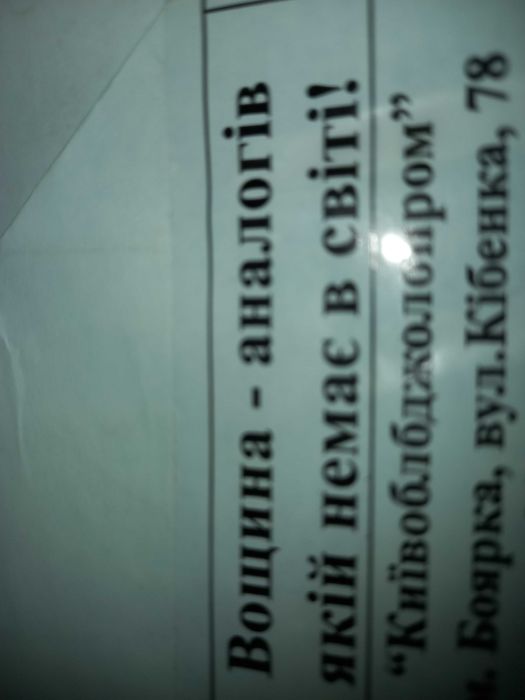 Вощина - аналогів
якій немає в світі!
“Київоблбджолопром”
м. Боярка, вул.Кібенка, 78